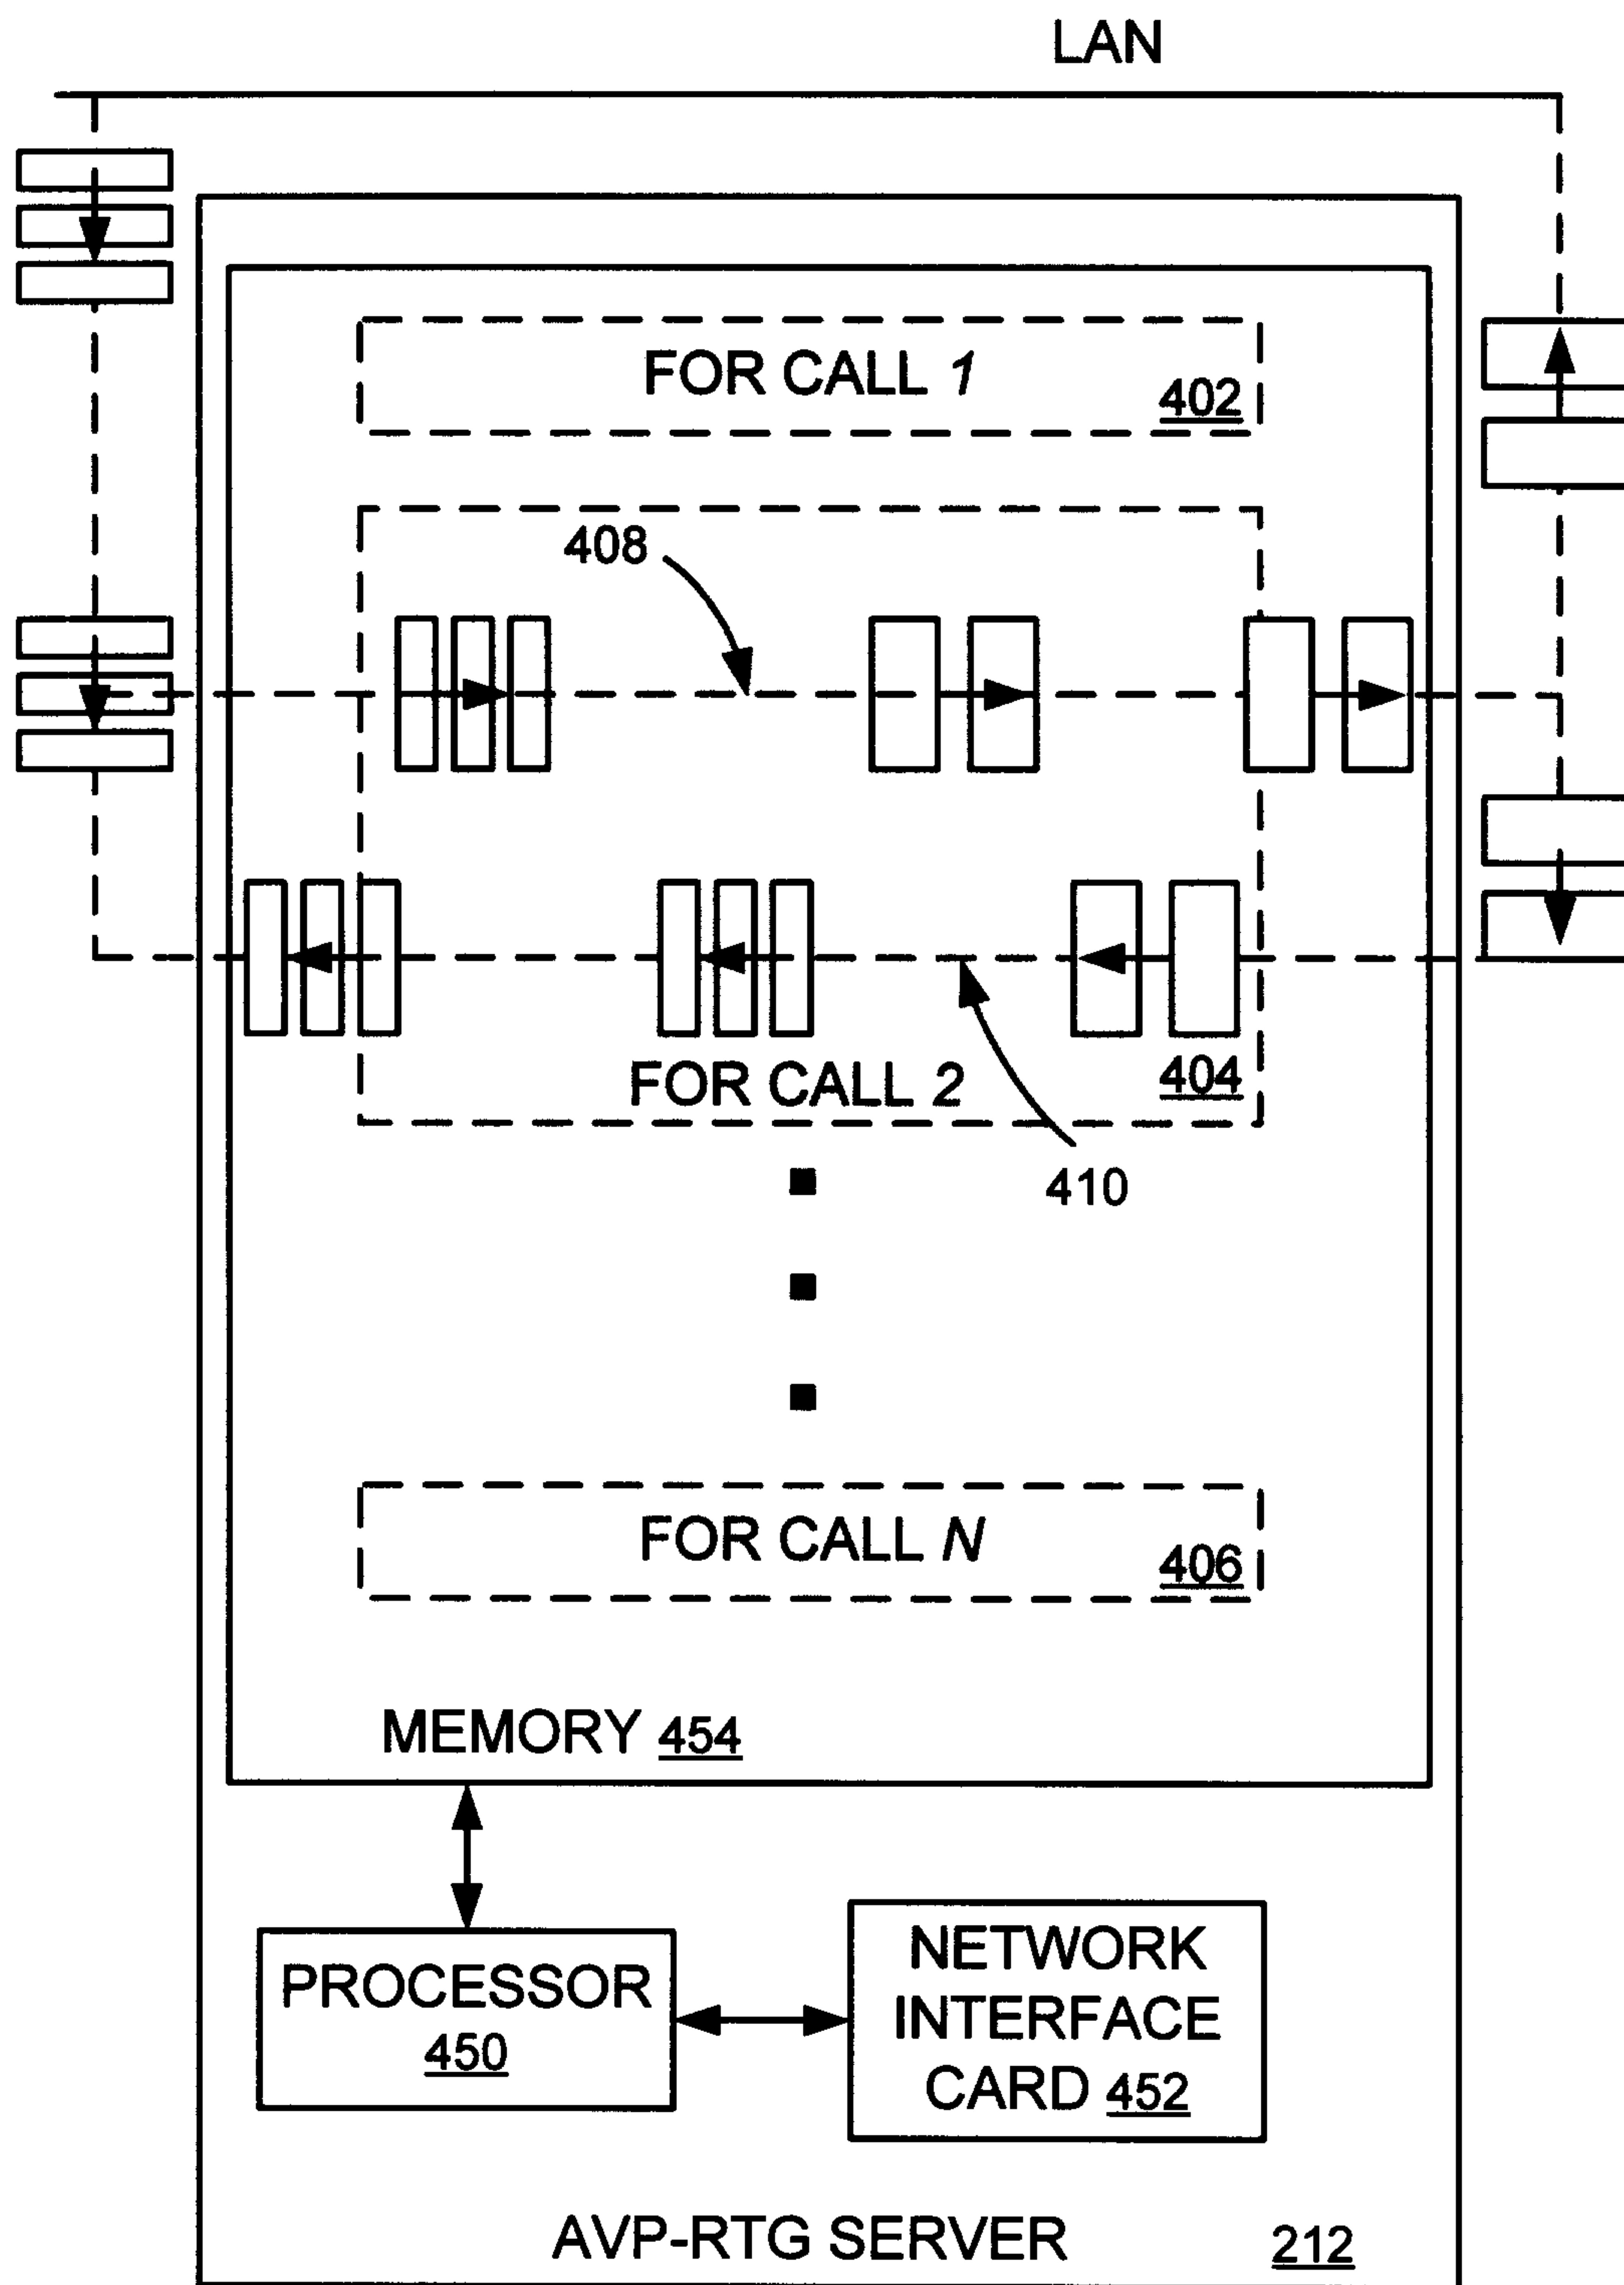 LAN
FOR CALL 1
402
408
FOR CALL 2
404
410
FOR CALL N
406
MEMORY 454
PROCESSOR
450
NETWORK
INTERFACE
CARD 452
AVP-RTG SERVER
212